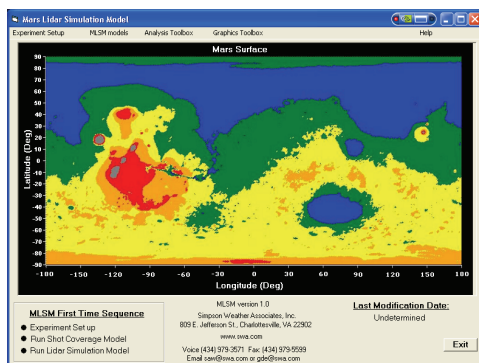 Mars Lidar Simulation Model
Experiment Setup MLSM models Analysis Toolbox Graphics Toolbox Help
Mars Surface
90
80
70
60
50
40
30
20
10
0
-10
-20
-30
-40
-50
-60
-70
-80
-90
Latitude (Deg)
-180 -150 -120 -90 -60 -30 0 30 60 90 120 150 180
Longitude (Deg)
MLSM First Time Sequence
Experiment Set up
Run Shot Coverage Model
Run Lidar Simulation Model
MLSM version 1.0
Simpson Weather Associates, Inc.
809 E. Jefferson St., Charlottesville, VA 22902
www.swa.com
Voice (434) 979-3571 Fax: (434) 979-5599
Email saw@swa.com or gde@swa.com
Last Modification Date:
Undetermined
Exit